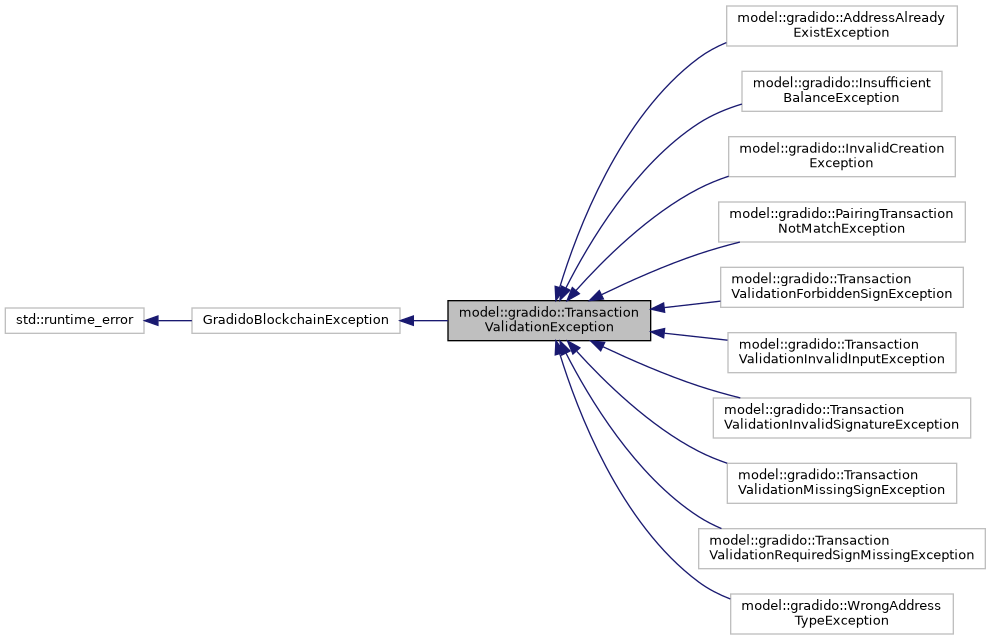 model::gradido::AddressAlready
ExistException
model::gradido::Insufficient
BalanceException
model::gradido::InvalidCreation
Exception
model::gradido::PairingTransaction
NotMatchException
model::gradido::Transaction
ValidationForbiddenSignException
std::runtime_error
GradidoBlockchainException
model::gradido::Transaction
ValidationException
model::gradido::Transaction
ValidationInvalidInputException
model::gradido::Transaction
ValidationInvalidSignatureException
model::gradido::Transaction
ValidationMissingSignException
model::gradido::Transaction
ValidationRequiredSignMissingException
model::gradido::WrongAddress
TypeException